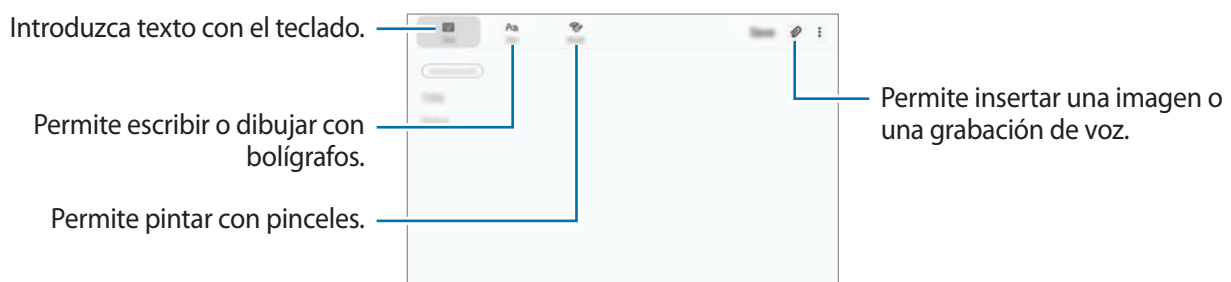 Introduzca texto con el teclado.
Aa
Permite escribir o dibujar con
bolígrafos.
Permite pintar con pinceles.
Permite insertar una imagen o
una grabación de voz.